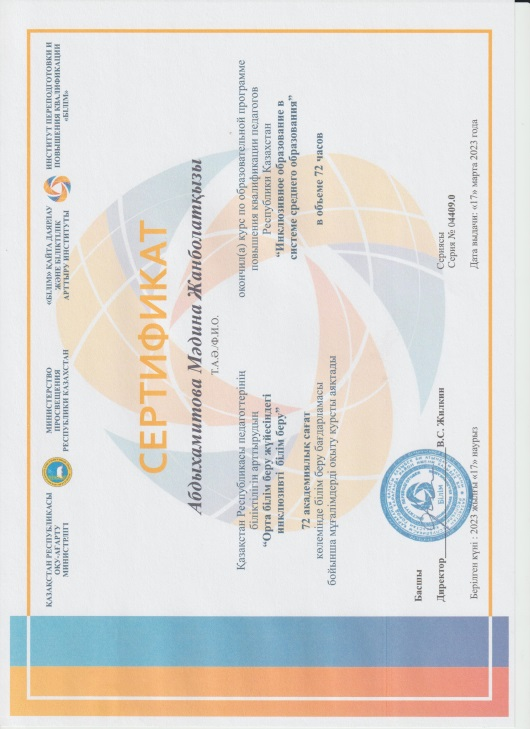 ҚАЗАҚСТАН РЕСПУБЛИКАСЫ
ОҚУ-АҒАРТУ
МИНИСТРЛІГІ
МИНИСТЕРСТВО
ПРОСВЕЩЕНИЯ
РЕСПУБЛИКИ КАЗАХСТАН
«БІЛІМ» ҚАЙТА ДАЯРЛАУ
ЖӘНЕ БІЛІКТІЛІК
АРТТЫРУ ИНСТИТУТЫ
ИНСТИТУТ ПЕРЕПОДГОТОВКИ И
ПОВЫШЕНИЯ КВАЛИФИКАЦИИ
«БІЛІМ»
СЕРТИФИКАТ
Абдыхамитова Мәдина Жанболатқызы
Т.А.Ә./Ф.И.О.
Қазақстан Республикасы педагогтерінің
біліктілігін арттырудың
“Орта білім беру жүйесіндегі
инклюзивті білім беру”
72 академиялық сағат
көлемінде білім беру бағдарламасы
бойынша мұғалімдерді оқыту курсты аяқтады
окончил(а) курс по образовательной программе
повышения квалификации педагогов
Республики Казахстан
“Инклюзивное образование в
системе среднего образования”
в объеме 72 часов
Басшы
Директор В.С. Жилкин
Білім
Сериясы
Серия № 04409.0
Берілген күні : 2023 жылғы «17» наурыз
Дата выдачи: «17» марта 2023 года